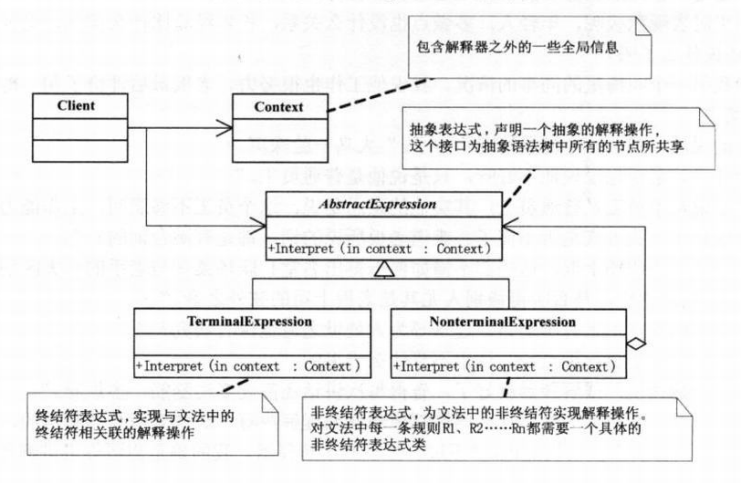 包含解释器之外的一些全局信息
Client
Context
抽象表达式，声明一个抽象的解释操作，
这个接口为抽象语法树中所有的节点所共享
AbstractExpression
+Interpret(in context : Context)
TerminalExpression
+Interpret(in context : Context)
NonterminalExpression
+Interpret(in context : Context)
终结符表达式，实现与文法中的
终结符相关联的解释操作
非终结符表达式，为文法中的非终结符实现解释操作。
对文法中每一条规则R1、R2……Rn都需要一个具体的
非终结符表达式类